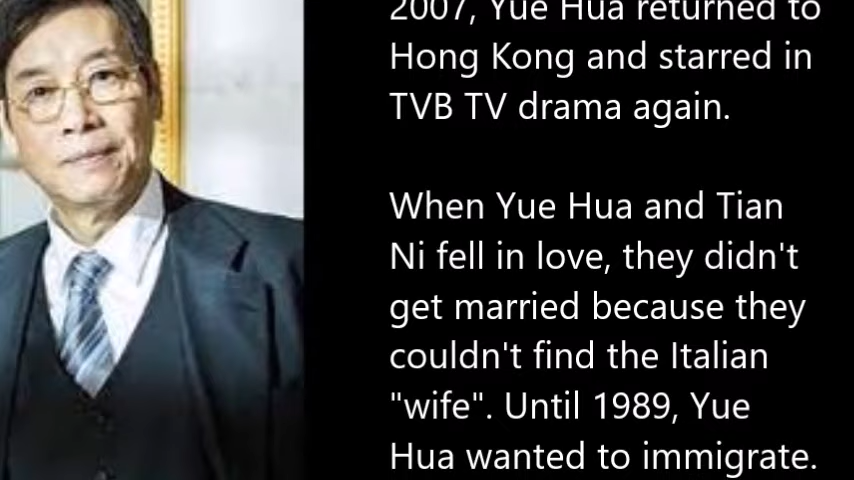 2007, Yue Hua returned to
Hong Kong and starred in
TVB TV drama again.
When Yue Hua and Tian
Ni fell in love, they didn't
get married because they
couldn't find the Italian
"wife". Until 1989, Yue
Hua wanted to immigrate.